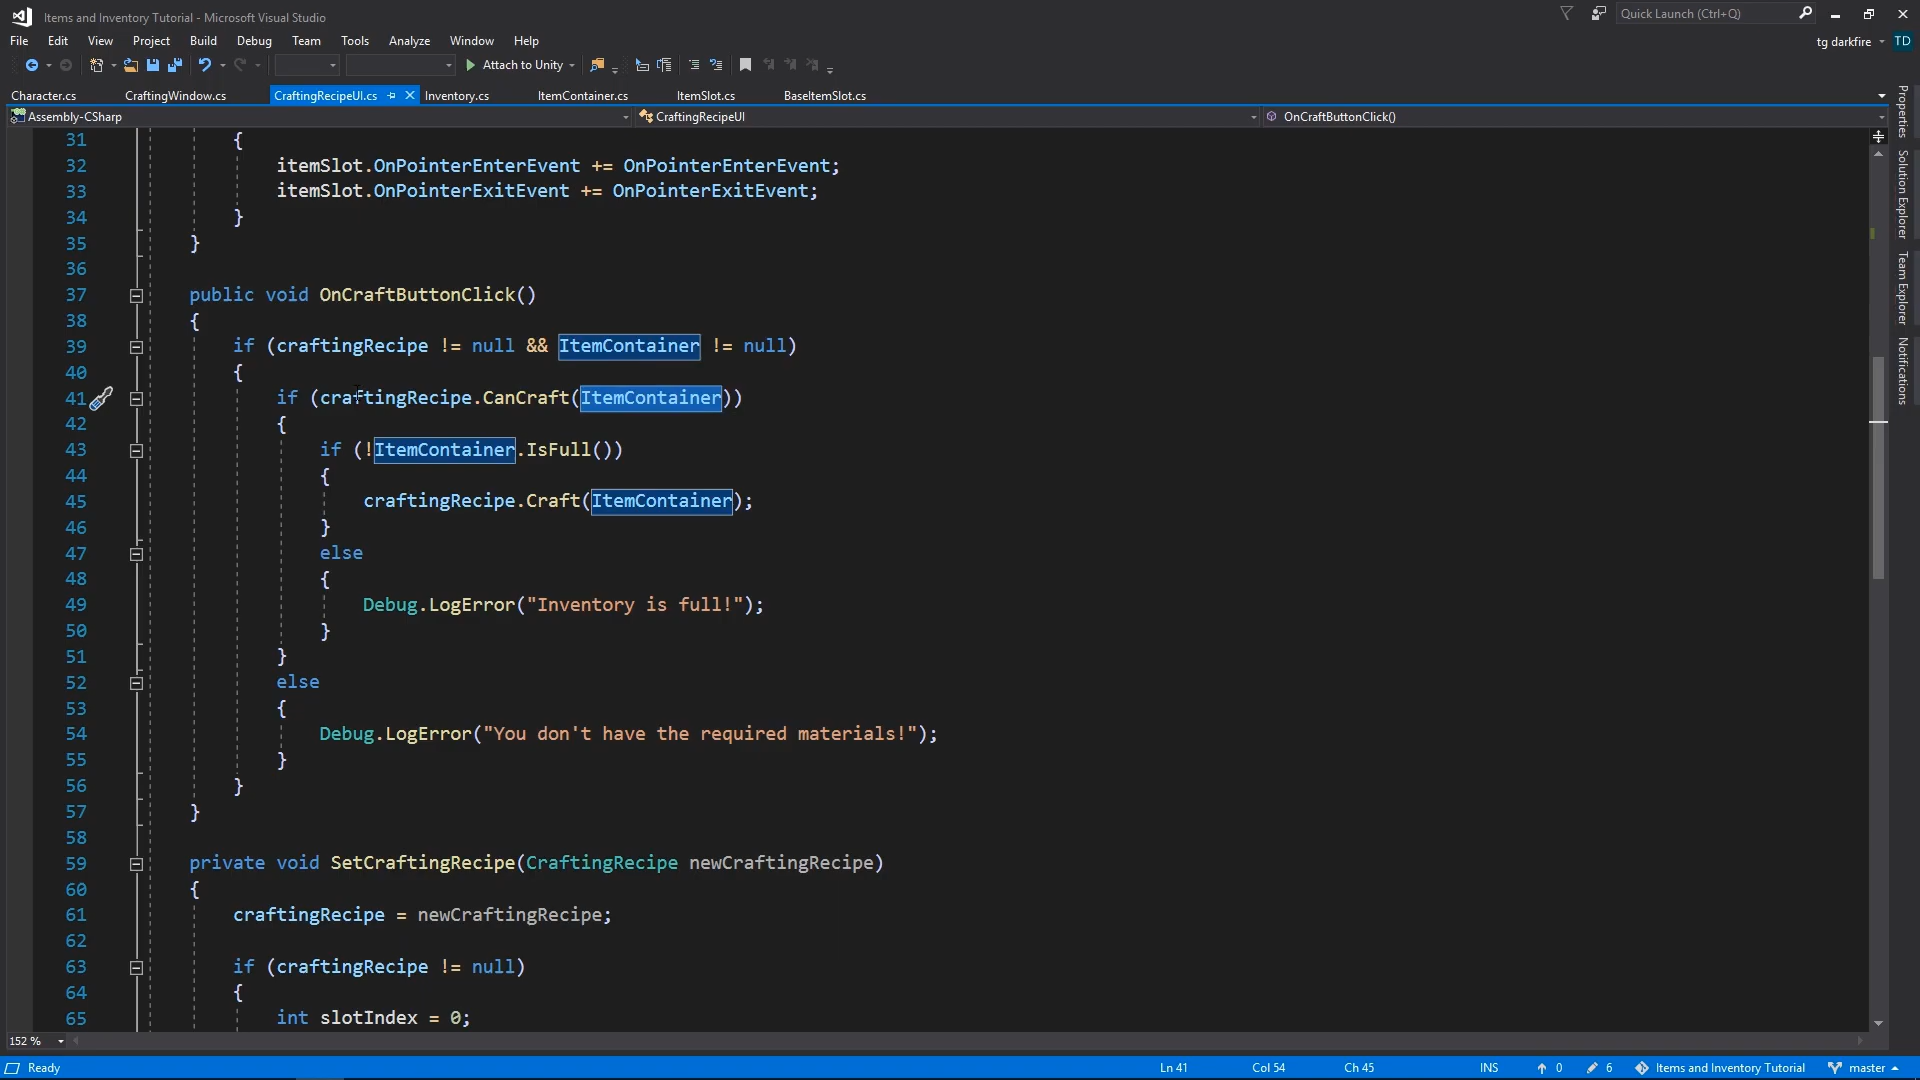 Items and Inventory Tutorial - Microsoft Visual Studio
Quick Launch (Ctrl+Q)
File Edit View Project Build Debug Team Tools Analyze Window Help
tg darkfire TD
Attach to Unity
Character.cs CraftingWindow.cs CraftingRecipeUI.cs Inventory.cs ItemContainer.cs ItemSlot.cs BaseItemSlot.cs
Assembly-CSharp CraftingRecipeUI OnCraftButtonClick()
31 {
32 itemSlot.OnPointerEnterEvent += OnPointerEnterEvent;
33 itemSlot.OnPointerExitEvent += OnPointerExitEvent;
34 }
35 }
36
37 public void OnCraftButtonClick()
38 {
39 if (craftingRecipe != null && ItemContainer != null)
40 {
41 if (craftingRecipe.CanCraft(ItemContainer))
42 {
43 if (!ItemContainer.IsFull())
44 {
45 craftingRecipe.Craft(ItemContainer);
46 }
47 else
48 {
49 Debug.LogError("Inventory is full!");
50 }
51 }
52 else
53 {
54 Debug.LogError("You don't have the required materials!");
55 }
56 }
57 }
58
59 private void SetCraftingRecipe(CraftingRecipe newCraftingRecipe)
60 {
61 craftingRecipe = newCraftingRecipe;
62
63 if (craftingRecipe != null)
64 {
65 int slotIndex = 0;
Properties
Solution Explorer
Team Explorer
Notifications
152 %
Ready Ln 41 Col 54 Ch 45 INS 0 6 Items and Inventory Tutorial master